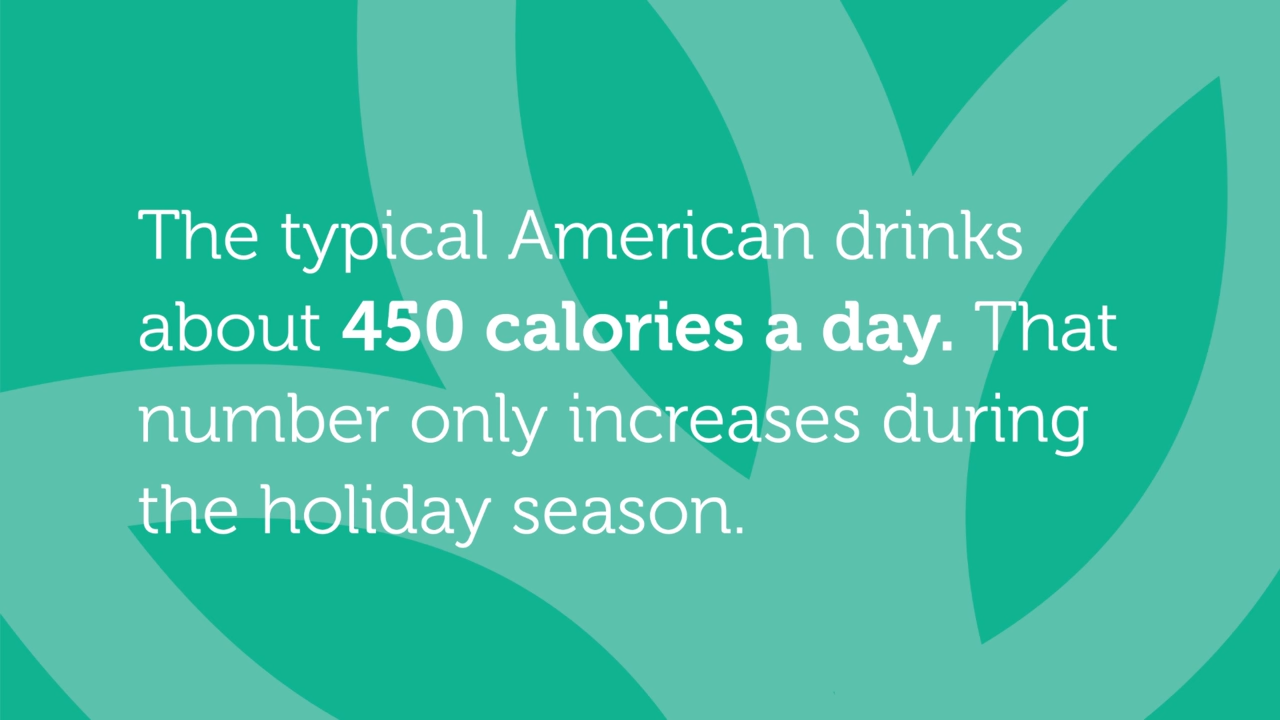 The typical American drinks
about 450 calories a day. That
number only increases during
the holiday season.